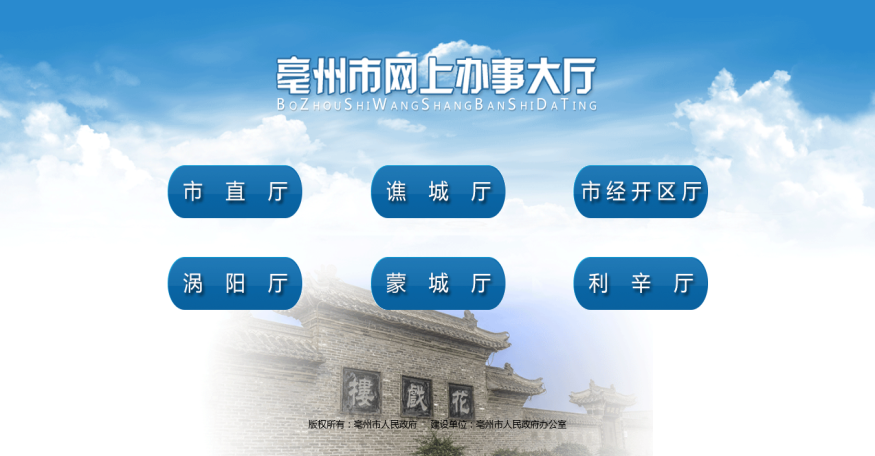 亳州市网上办事大厅
BoZhouShiWangShangBanShiDaTing
市直厅
谯城厅
市经开区厅
涡阳厅
蒙城厅
利辛厅
楼戯花
版权所有：亳州市人民政府 建设单位：亳州市人民政府办公室